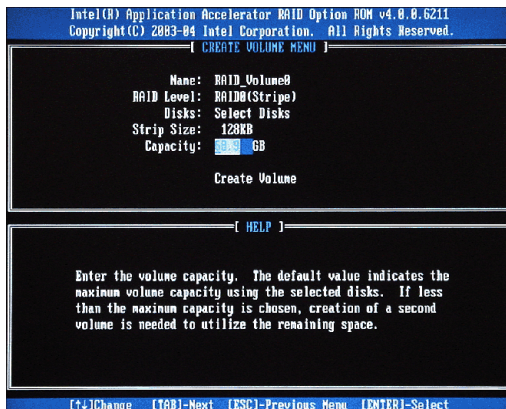 Intel(R) Application Accelerator RAID Option ROM v4.0.0.6211
Copyright(C) 2003-04 Intel Corporation. All Rights Reserved.
[ CREATE VOLUME MENU ]
Name: RAID_Volume0
RAID Level: RAID0(Stripe)
Disks: Select Disks
Strip Size: 128KB
Capacity: GB
Create Volume
[ HELP ]
Enter the volume capacity. The default value indicates the
maximum volume capacity using the selected disks. If less
than the maximum capacity is chosen, creation of a second
volume is needed to utilize the remaining space.
[↑↓]Change [TAB]-Next [ESC]-Previous Menu [ENTER]-Select